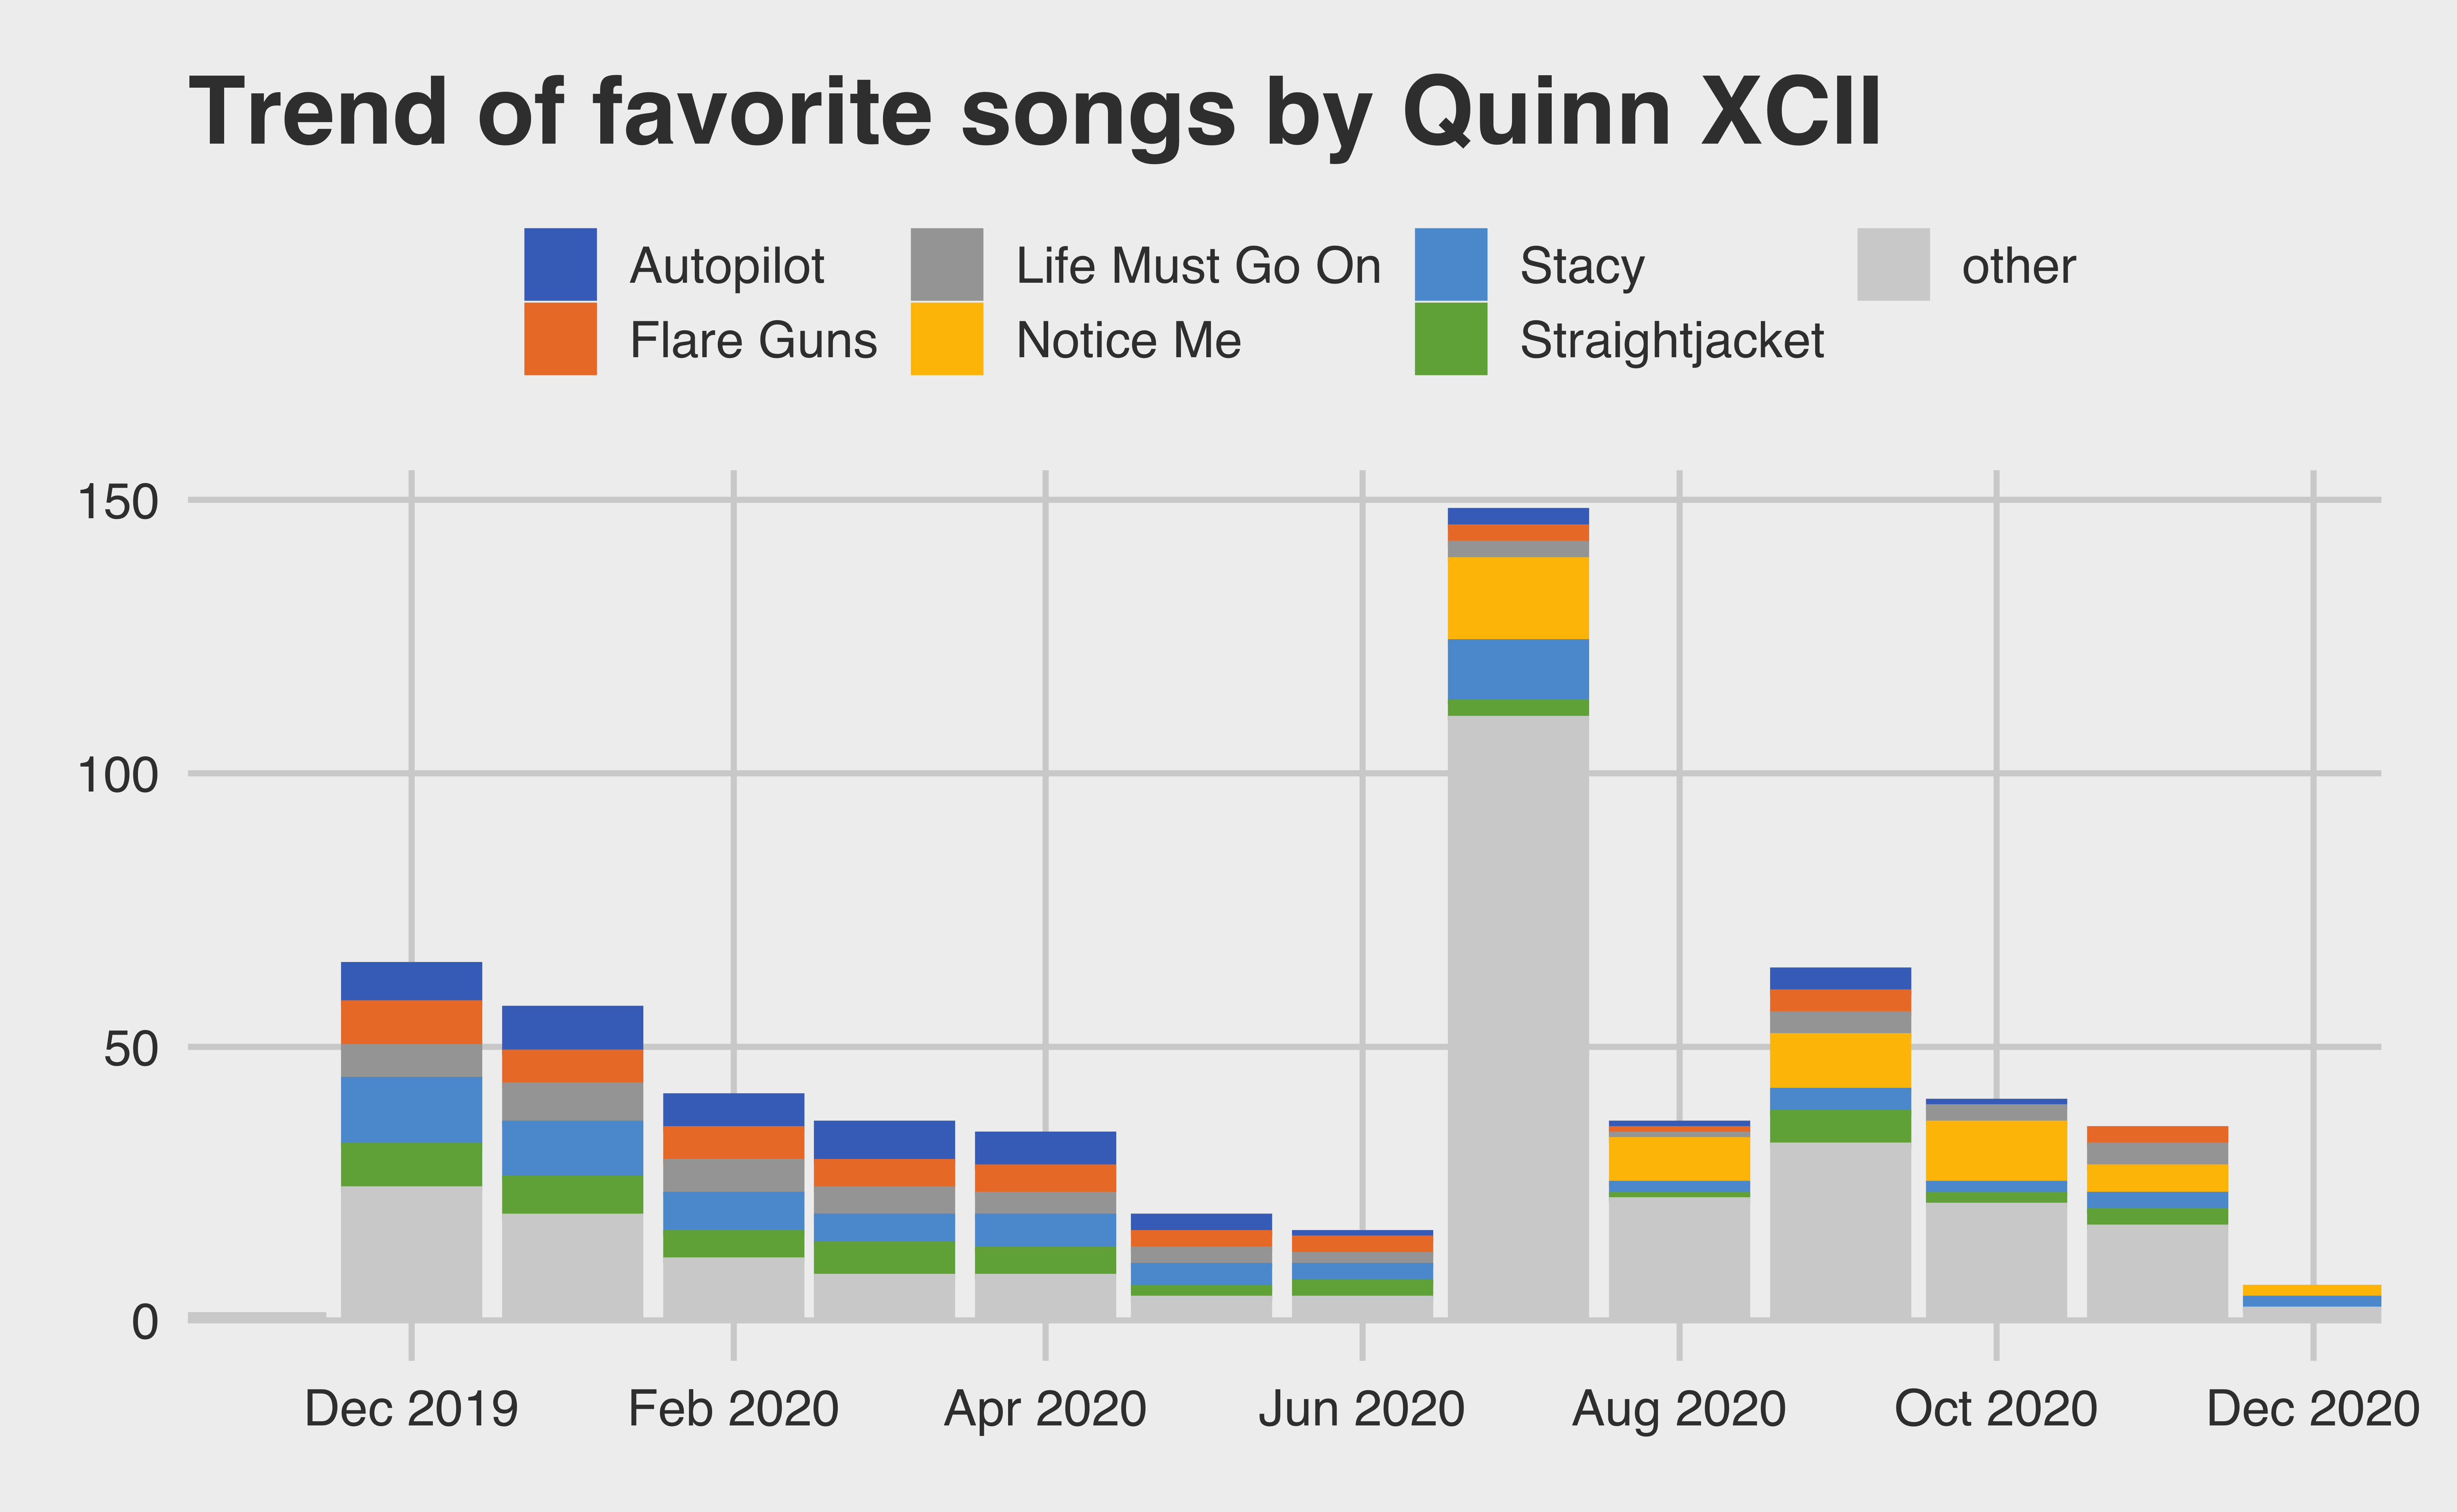 Trend of favorite songs by Quinn XCII
Autopilot Life Must Go On Stacy other
Flare Guns Notice Me Straightjacket
150
100
50
0
Dec 2019 Feb 2020 Apr 2020 Jun 2020 Aug 2020 Oct 2020 Dec 2020